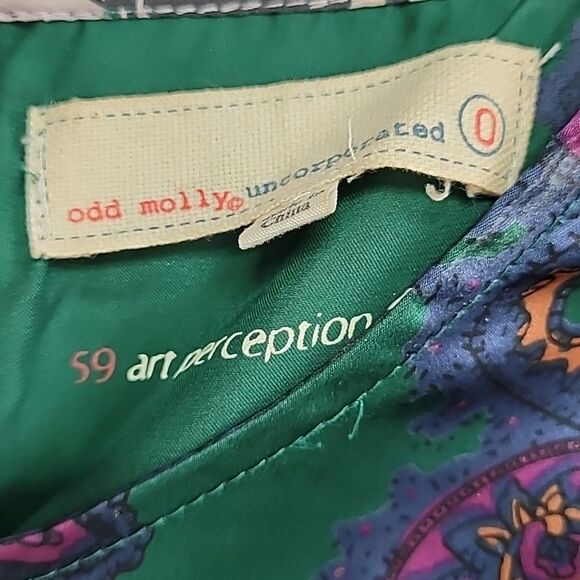 odd molly© uncorporated 0
China
59 art perception